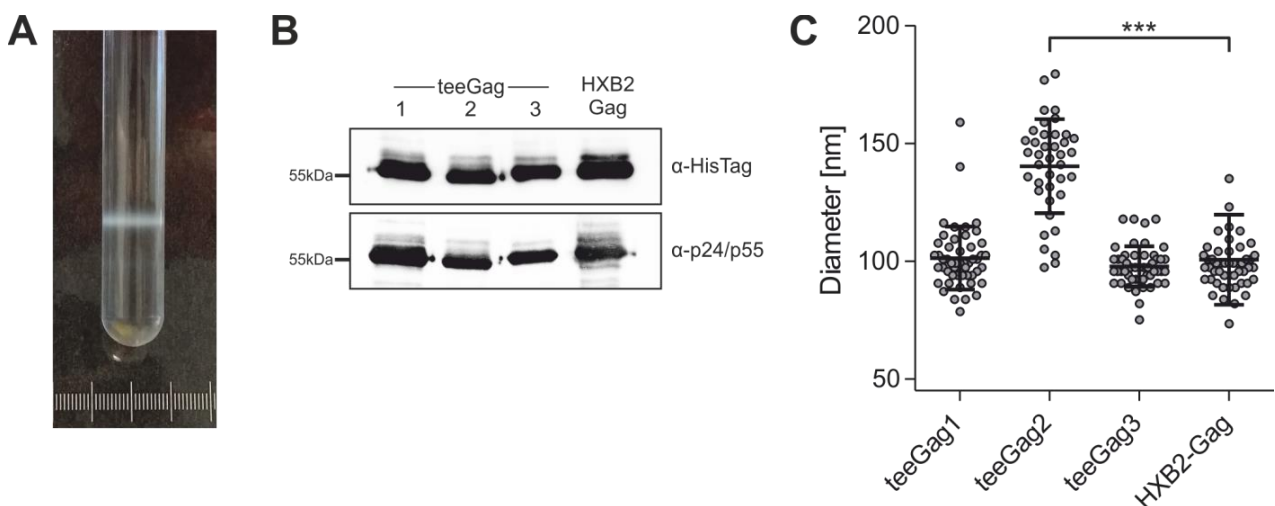 A
B
teeGag
HXB2
1 2 3 Gag
55kDa
α-HisTag
55kDa
α-p24/p55
C
***
Diameter [nm]
200
150
100
50
teeGag1
teeGag2
teeGag3
HXB2-Gag